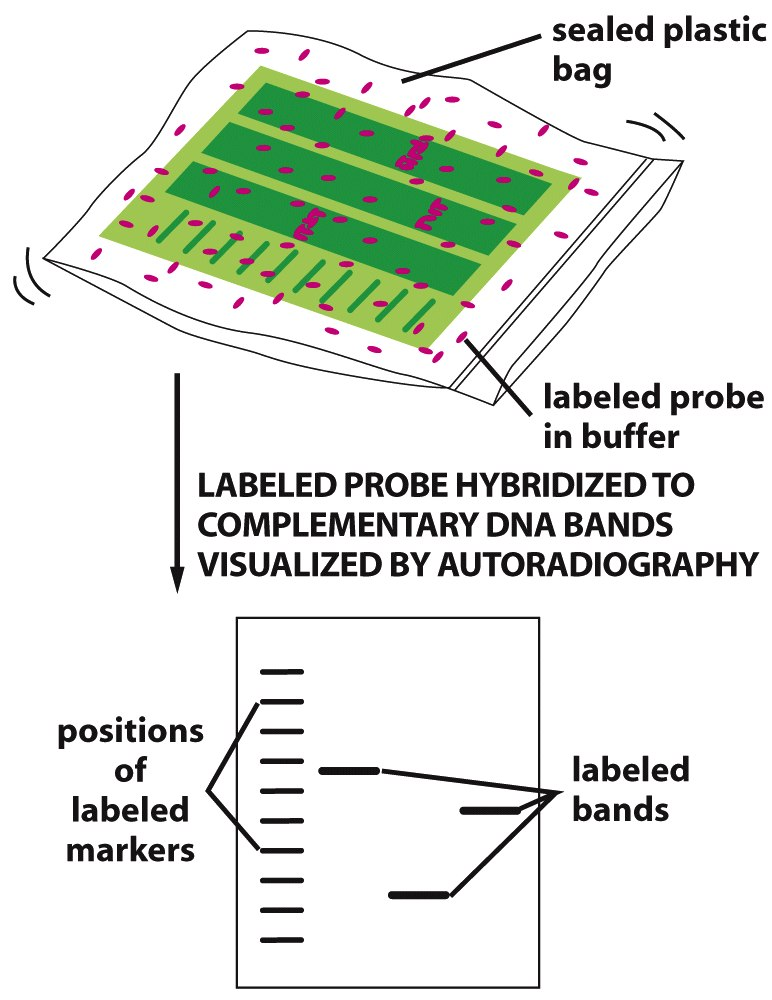 sealed plastic
bag
labeled probe
in buffer
LABELED PROBE HYBRIDIZED TO
COMPLEMENTARY DNA BANDS
VISUALIZED BY AUTORADIOGRAPHY
positions
of
labeled
markers
labeled
bands